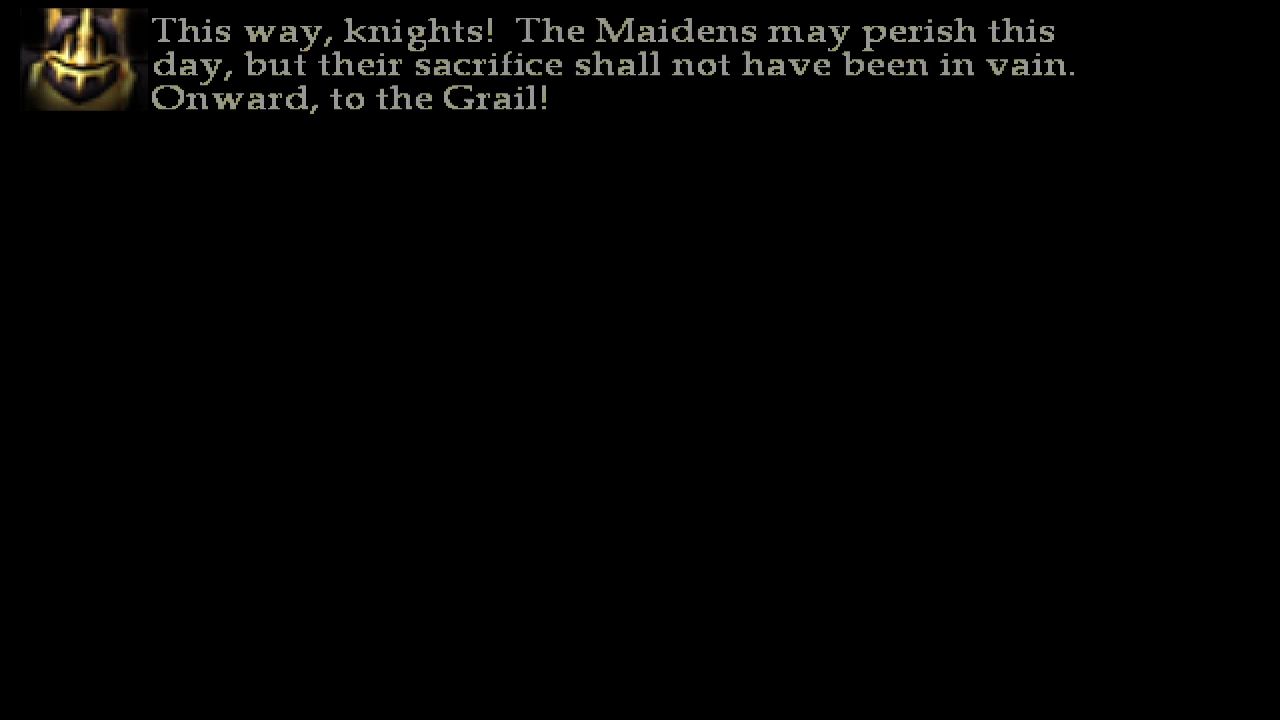 This way, knights!  The Maidens may perish this
day, but their sacrifice shall not have been in vain.
Onward, to the Grail!